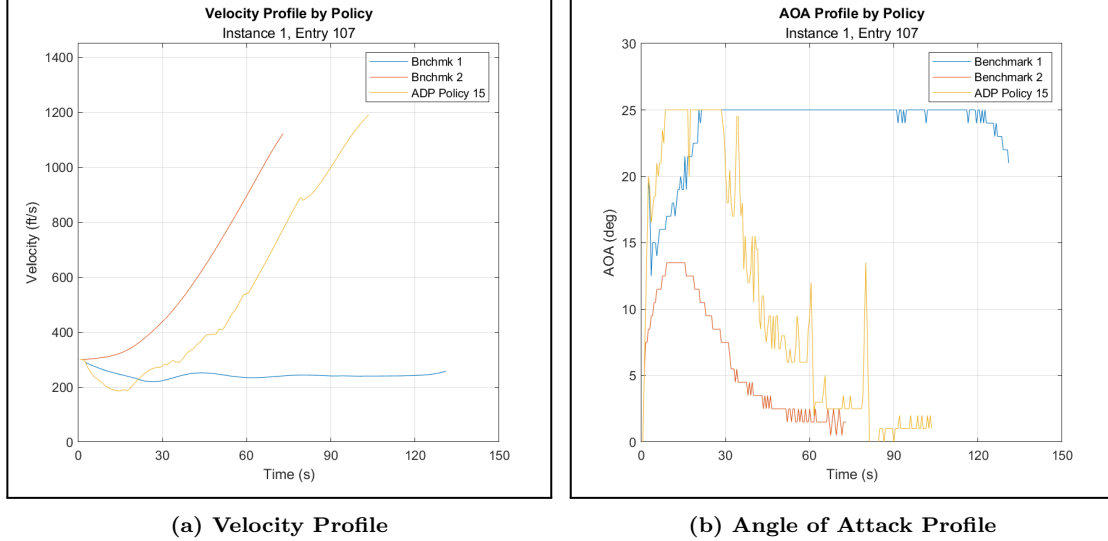 Velocity Profile by Policy
Instance 1, Entry 107
1400
1200
1000
800
600
400
200
0
Velocity (ft/s)
0 30 60 90 120 150
Time (s)
Bnchmk 1
Bnchmk 2
ADP Policy 15
(a) Velocity Profile
AOA Profile by Policy
Instance 1, Entry 107
30
25
20
15
10
5
0
AOA (deg)
0 30 60 90 120 150
Time (s)
Benchmark 1
Benchmark 2
ADP Policy 15
(b) Angle of Attack Profile